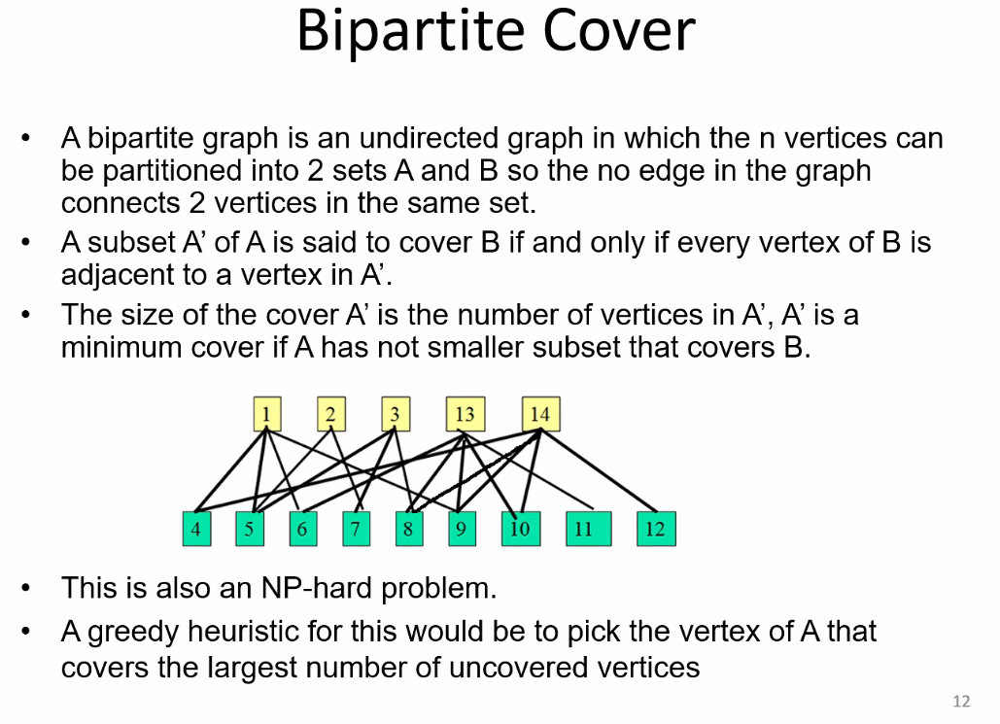 Bipartite Cover
• A bipartite graph is an undirected graph in which the n vertices can
be partitioned into 2 sets A and B so the no edge in the graph
connects 2 vertices in the same set.
• A subset A’ of A is said to cover B if and only if every vertex of B is
adjacent to a vertex in A’.
• The size of the cover A’ is the number of vertices in A’, A’ is a
minimum cover if A has not smaller subset that covers B.
1 2 3 13 14
4 5 6 7 8 9 10 11 12
• This is also an NP-hard problem.
• A greedy heuristic for this would be to pick the vertex of A that
covers the largest number of uncovered vertices
12